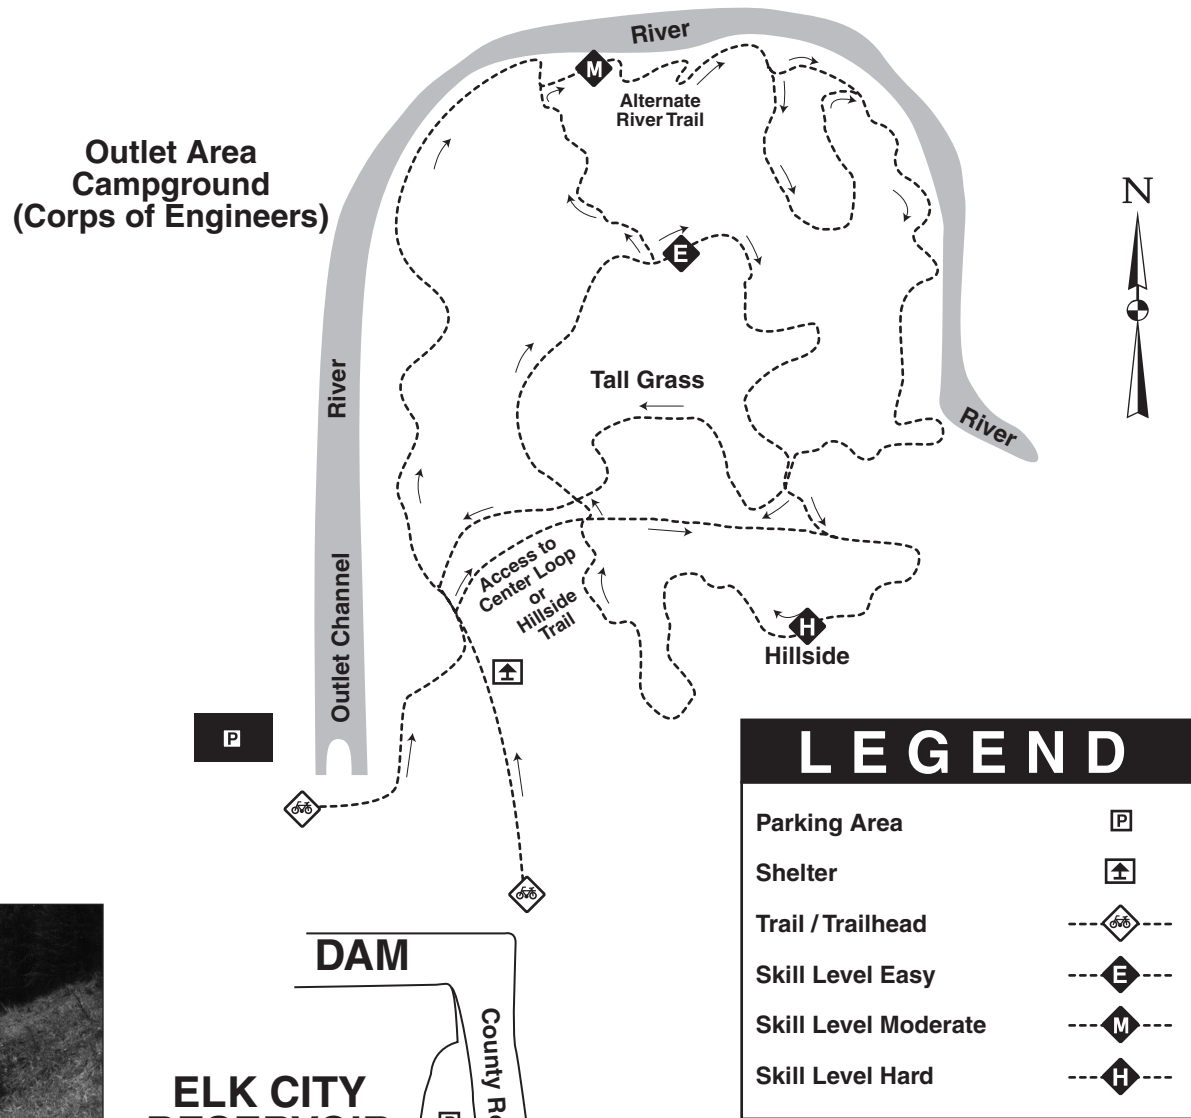 River
M
Alternate
River Trail
Outlet Area
Campground
(Corps of Engineers)
N
E
River
Tall Grass
River
Access to
Center Loop
or
Hillside
Trail
H
Hillside
Outlet Channel
P
LEGEND
Parking Area P
Shelter
Trail / Trailhead
Skill Level Easy E
Skill Level Moderate M
Skill Level Hard H
DAM
County
ELK CITY
RESERVOIR
P